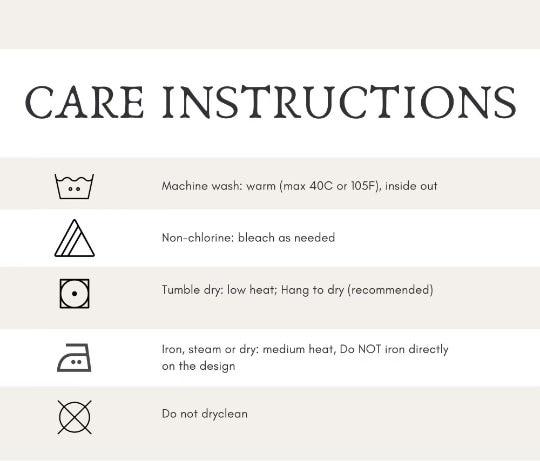 CARE INSTRUCTIONS
Machine wash: warm (max 40C or 105F), inside out
Non-chlorine: bleach as needed
Tumble dry: low heat; Hang to dry (recommended)
Iron, steam or dry: medium heat, Do NOT iron directly
on the design
Do not dryclean